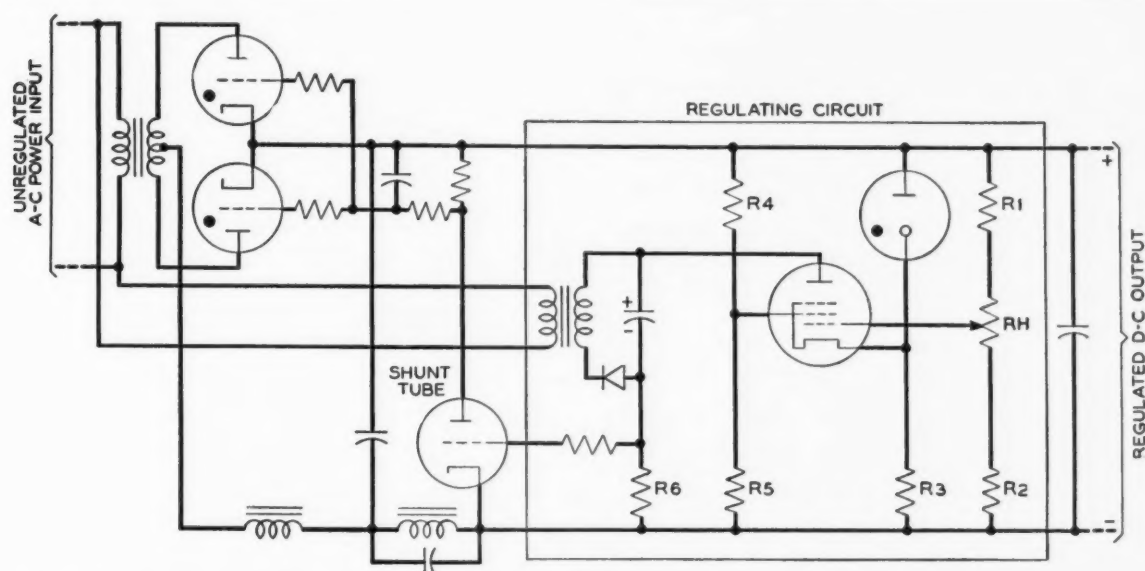 UNREGULATED
A-C POWER INPUT
REGULATING CIRCUIT
R4
R1
+
+
-
RH
SHUNT
TUBE
R6
R5
R3
R2
-
REGULATED D-C OUTPUT